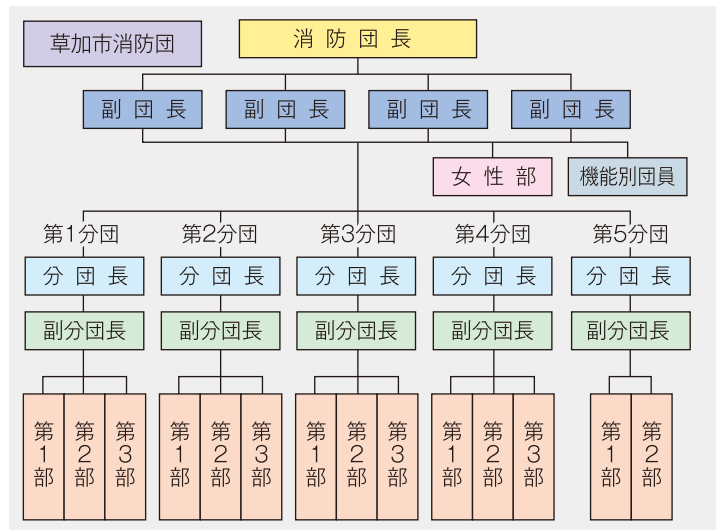 草加市消防団
消防団長
副団長 副団長 副団長 副団長
女性部 機能別団員
第1分団 第2分団 第3分団 第4分団 第5分団
分団長 分団長 分団長 分団長 分団長
副分団長 副分団長 副分団長 副分団長 副分団長
第1部 第2部 第3部 第1部 第2部 第3部 第1部 第2部 第3部 第1部 第2部 第3部 第1部 第2部